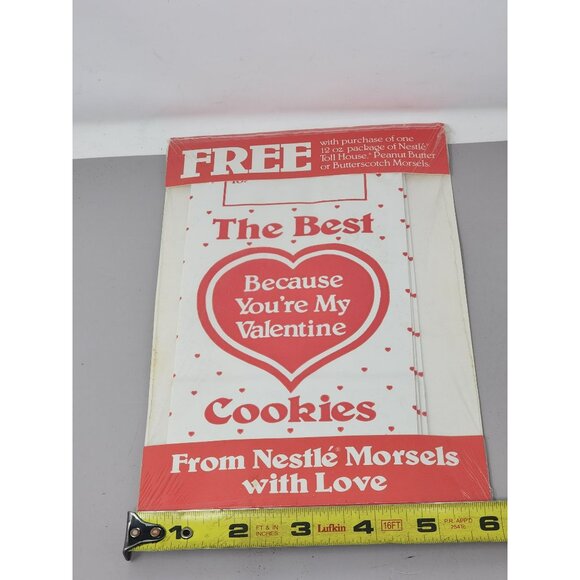 FREE
with purchase of one
12 oz. package of Nestlé®
Toll House,® Peanut Butter
or Butterscotch Morsels.
To:
The Best
Because
You're My
Valentine
Cookies
From Nestlé® Morsels
with Love
1 2 FT & IN INCHES 3 Lufkin 4 16FT 5 P.R. APPT. 6